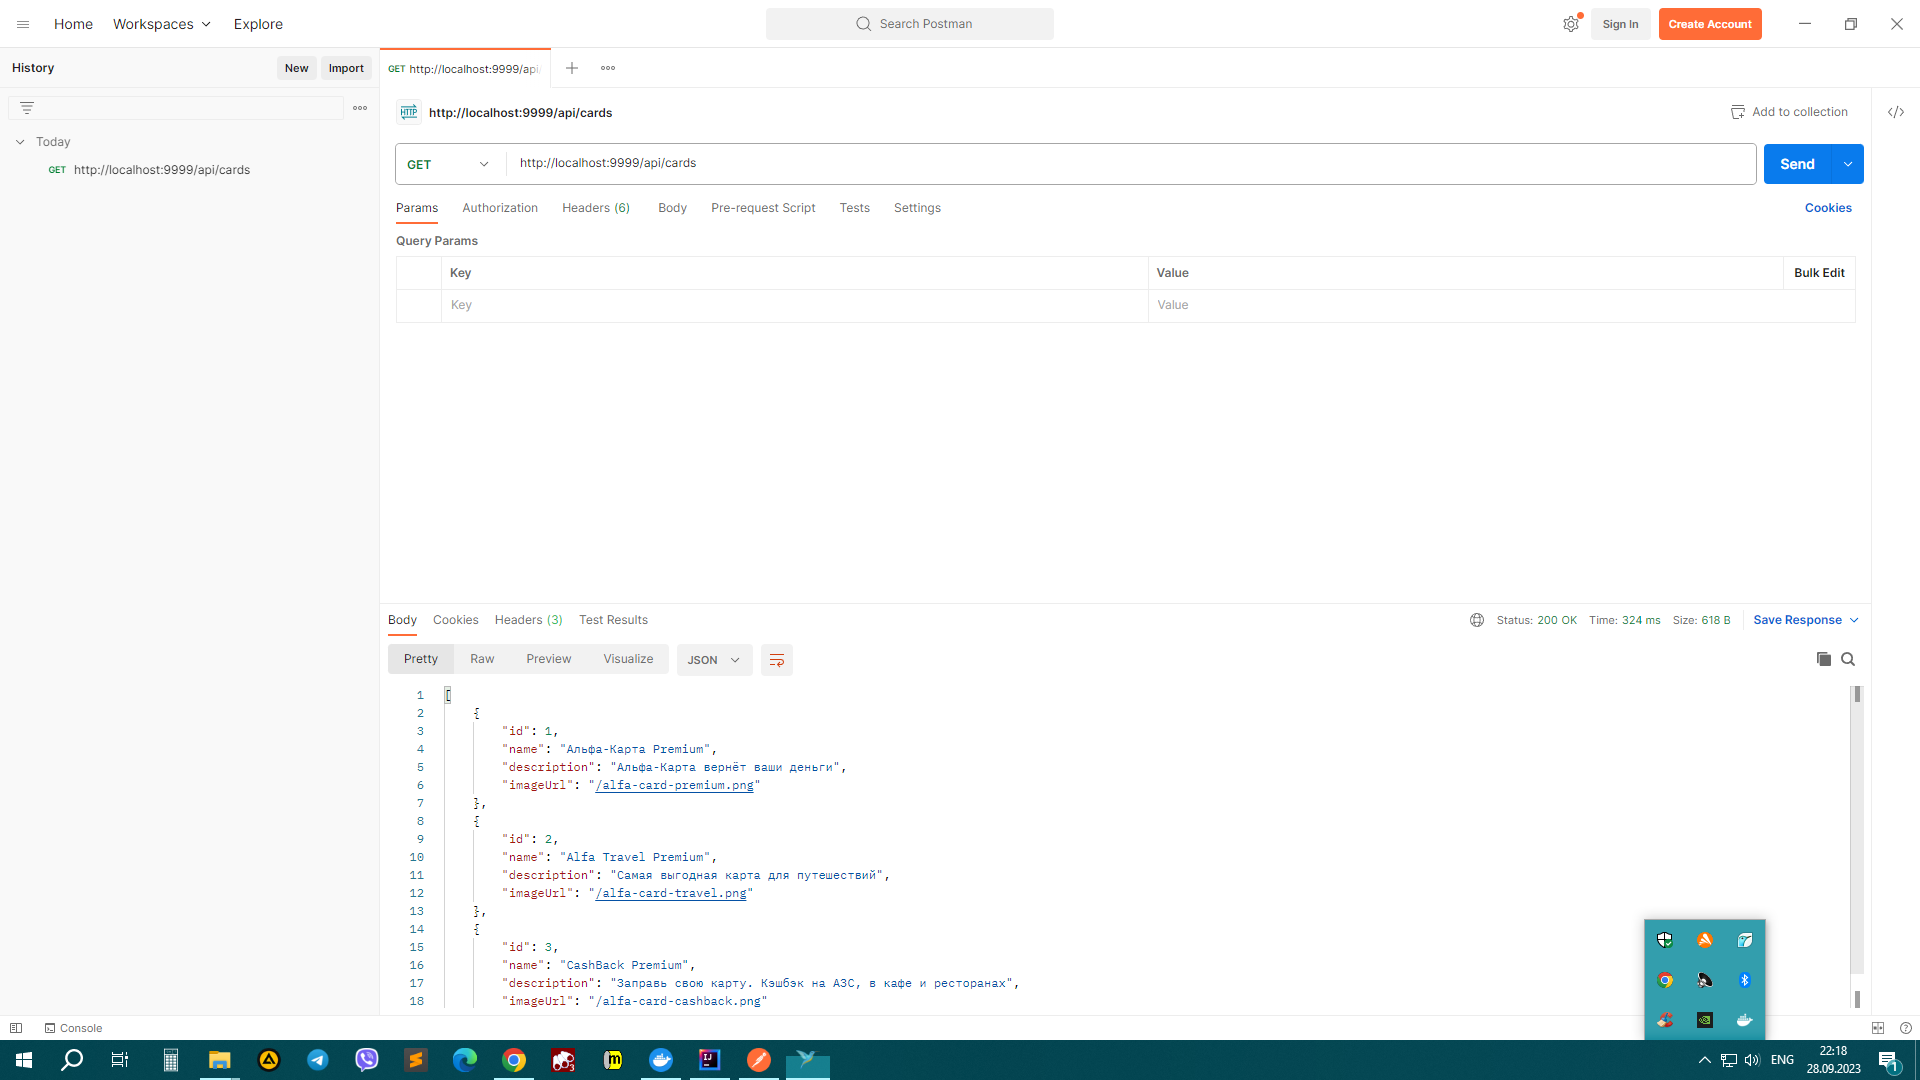 Home
Workspaces
Explore
Search Postman
Sign In
Create Account
History
New
Import
GET http://localhost:9999/api
Today
GET http://localhost:9999/api/cards
HTTP http://localhost:9999/api/cards
Add to collection
GET
http://localhost:9999/api/cards
Send
Params
Authorization
Headers (6)
Body
Pre-request Script
Tests
Settings
Cookies
Query Params
Key
Value
Bulk Edit
Key
Value
Body
Cookies
Headers (3)
Test Results
Status: 200 OK
Time: 324 ms
Size: 618 B
Save Response
Pretty
Raw
Preview
Visualize
JSON
1 [
2 {
3 "id": 1,
4 "name": "Альфа-Карта Premium",
5 "description": "Альфа-Карта вернёт ваши деньги",
6 "imageUrl": "/alfa-card-premium.png"
7 },
8 {
9 "id": 2,
10 "name": "Alfa Travel Premium",
11 "description": "Самая выгодная карта для путешествий",
12 "imageUrl": "/alfa-card-travel.png"
13 },
14 {
15 "id": 3,
16 "name": "CashBack Premium",
17 "description": "Заправь свою карту. Кэшбэк на АЗС, в кафе и ресторанах",
18 "imageUrl": "/alfa-card-cashback.png"
Console
ENG
22:18
28.09.2023
1